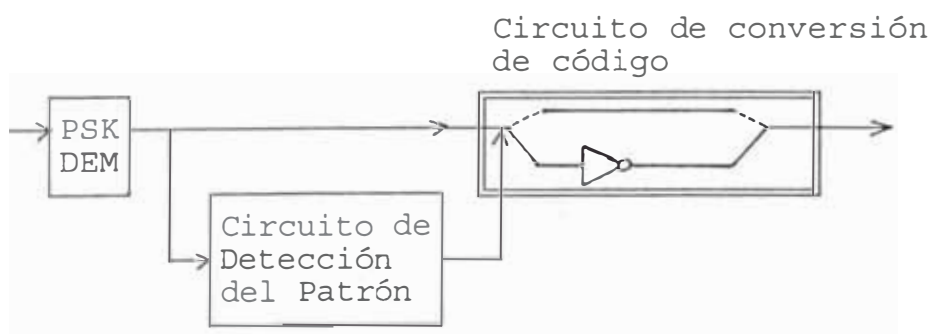 Circuito de conversión
de código
PSK
DEM
Circuito de
Detección
del Patrón